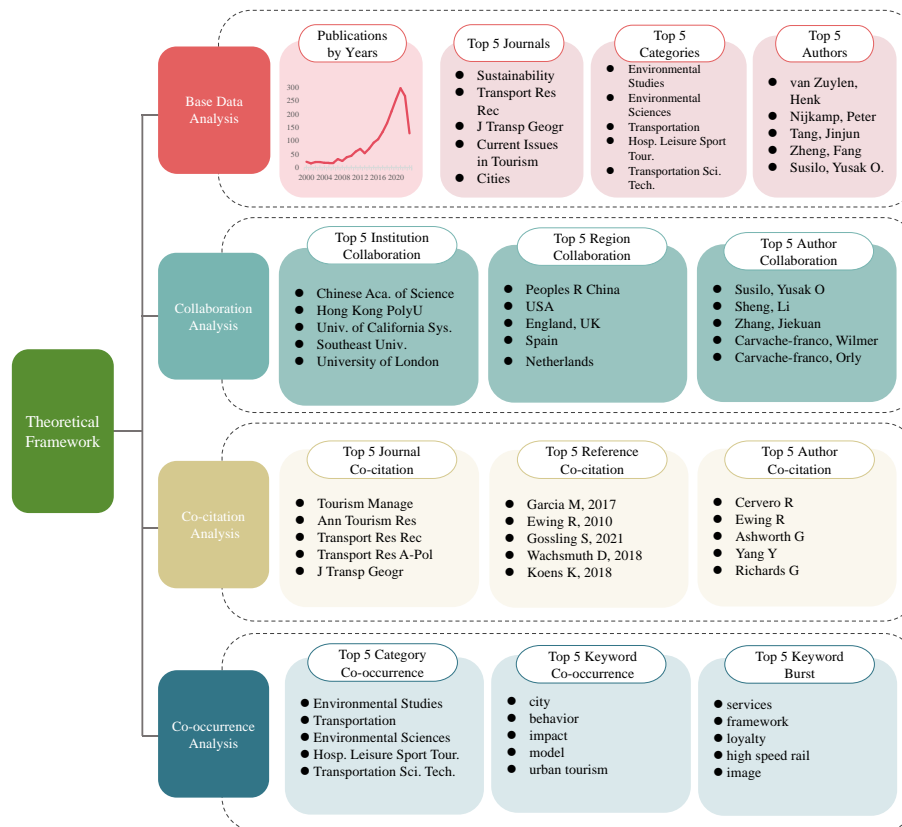 Theoretical
Framework
Base Data
Analysis
Publications
by Years
300
250
200
150
100
50
0
2000 2004 2008 2012 2016 2020
Top 5 Journals
● Sustainability
● Transport Res
Rec
● J Transp Geogr
● Current Issues
in Tourism
● Cities
Top 5
Categories
● Environmental
Studies
● Environmental
Sciences
● Transportation
● Hosp. Leisure Sport
Tour.
● Transportation Sci.
Tech.
Top 5
Authors
● van Zuylen,
Henk
● Nijkamp, Peter
● Tang, Jinjun
● Zheng, Fang
● Susilo, Yusak O.
Collaboration
Analysis
Top 5 Institution
Collaboration
● Chinese Aca. of Science
● Hong Kong PolyU
● Univ. of California Sys.
● Southeast Univ.
● University of London
Top 5 Region
Collaboration
● Peoples R China
● USA
● England, UK
● Spain
● Netherlands
Top 5 Author
Collaboration
● Susilo, Yusak O
● Sheng, Li
● Zhang, Jiekuan
● Carvache-franco, Wilmer
● Carvache-franco, Orly
Co-citation
Analysis
Top 5 Journal
Co-citation
● Tourism Manage
● Ann Tourism Res
● Transport Res Rec
● Transport Res A-Pol
● J Transp Geogr
Top 5 Reference
Co-citation
● Garcia M, 2017
● Ewing R, 2010
● Gossling S, 2021
● Wachsmuth D, 2018
● Koens K, 2018
Top 5 Author
Co-citation
● Cervero R
● Ewing R
● Ashworth G
● Yang Y
● Richards G
Co-occurrence
Analysis
Top 5 Category
Co-occurrence
● Environmental Studies
● Transportation
● Environmental Sciences
● Hosp. Leisure Sport Tour.
● Transportation Sci. Tech.
Top 5 Keyword
Co-occurrence
● city
● behavior
● impact
● model
● urban tourism
Top 5 Keyword
Burst
● services
● framework
● loyalty
● high speed rail
● image